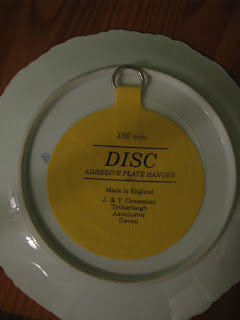 100 mm
DISC
ADHESIVE PLATE HANGER
Made in England
J. & Y. Crossman
Tytherleigh
Axminster
Devon